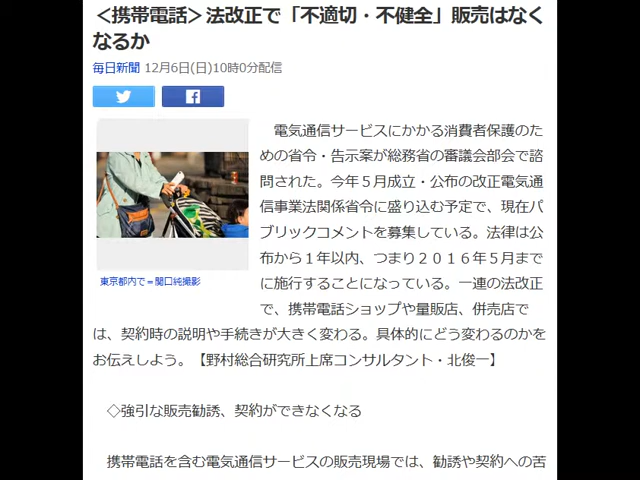 ＜携帯電話＞法改正で「不適切・不健全」販売はなく
なるか
毎日新聞 12月6日(日)10時0分配信
電気通信サービスにかかる消費者保護のた
めの省令・告示案が総務省の審議会部会で諮
問された。今年５月成立・公布の改正電気通
信事業法関係省令に盛り込む予定で、現在パ
ブリックコメントを募集している。法律は公
布から１年以内、つまり２０１６年５月まで
に施行することになっている。一連の法改正
で、携帯電話ショップや量販店、併売店で
東京都内で＝関口純撮影
は、契約時の説明や手続きが大きく変わる。具体的にどう変わるのかを
お伝えしよう。【野村総合研究所上席コンサルタント・北俊一】
◇強引な販売勧誘、契約ができなくなる
携帯電話を含む電気通信サービスの販売現場では、勧誘や契約への苦